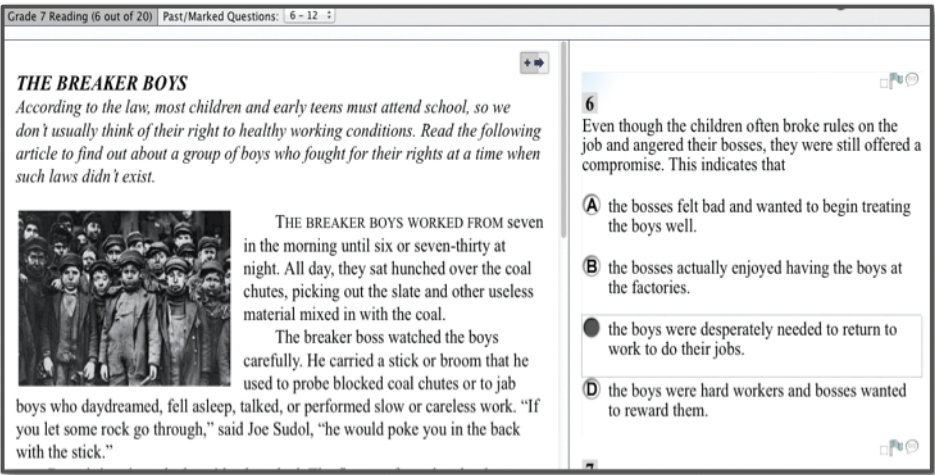 Grade 7 Reading (6 out of 20) Past/Marked Questions: 6 – 12
THE BREAKER BOYS
According to the law, most children and early teens must attend school, so we
don't usually think of their right to healthy working conditions. Read the following
article to find out about a group of boys who fought for their rights at a time when
such laws didn't exist.
THE BREAKER BOYS WORKED FROM seven
in the morning until six or seven-thirty at
night. All day, they sat hunched over the coal
chutes, picking out the slate and other useless
material mixed in with the coal.
The breaker boss watched the boys
carefully. He carried a stick or broom that he
used to probe blocked coal chutes or to jab
boys who daydreamed, fell asleep, talked, or performed slow or careless work. “If
you let some rock go through,” said Joe Sudol, “he would poke you in the back
with the stick.”
6
Even though the children often broke rules on the
job and angered their bosses, they were still offered a
compromise. This indicates that
A the bosses felt bad and wanted to begin treating
the boys well.
B the bosses actually enjoyed having the boys at
the factories.
the boys were desperately needed to return to
work to do their jobs.
D the boys were hard workers and bosses wanted
to reward them.